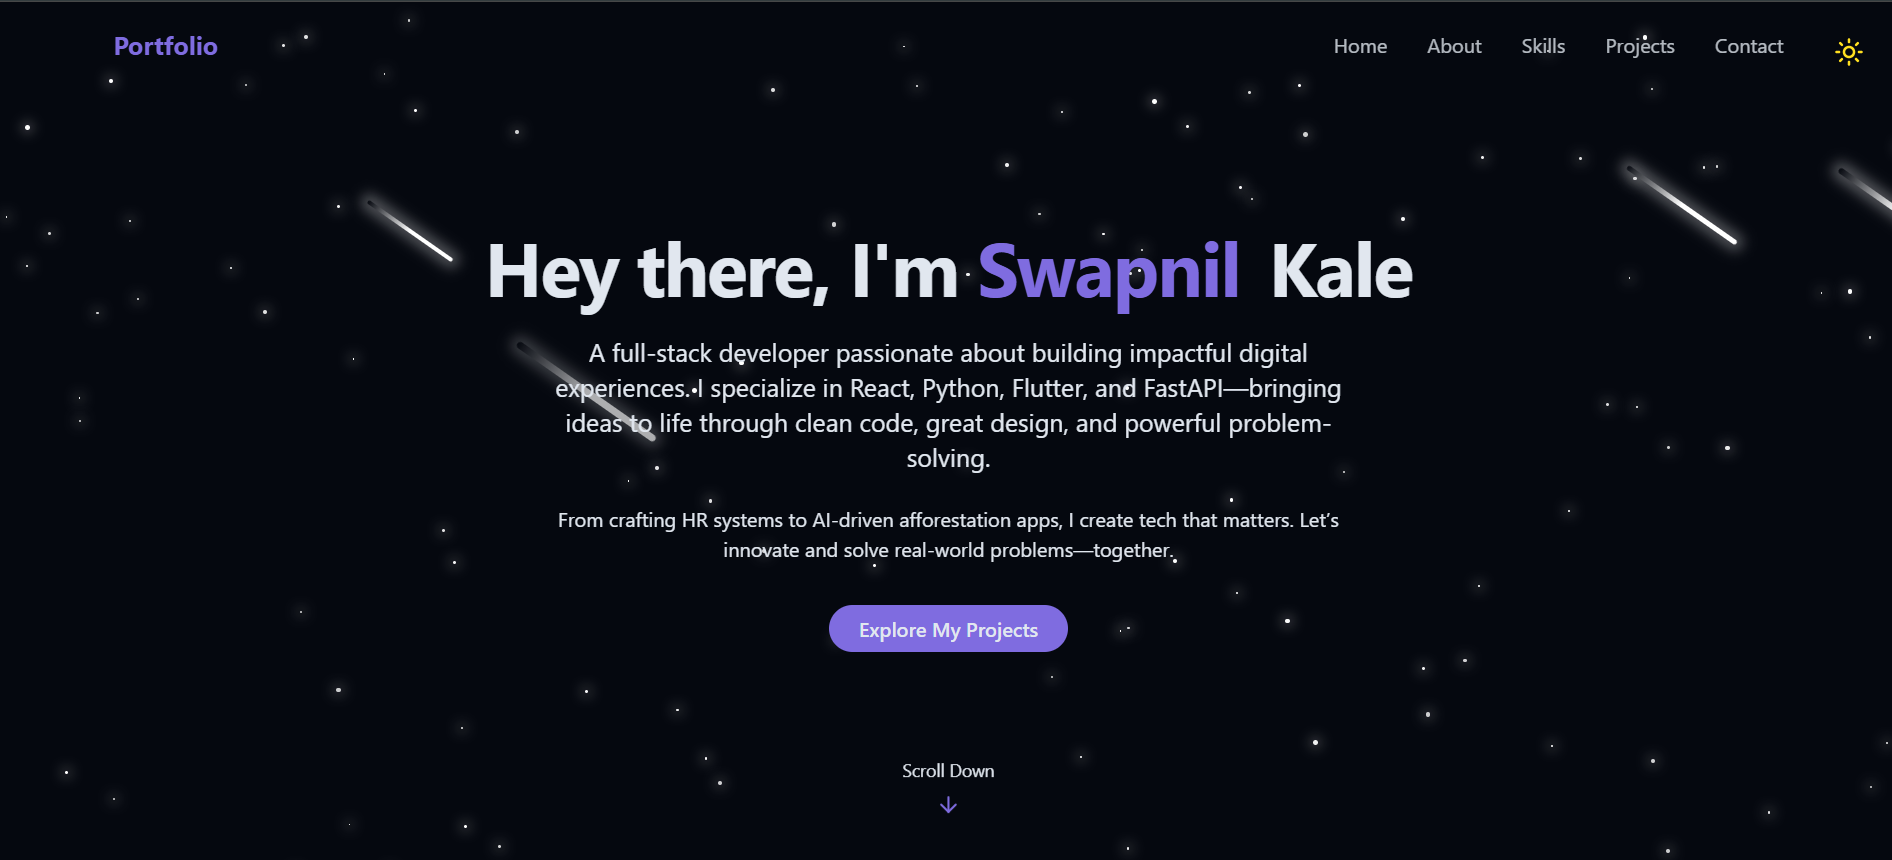 Portfolio
Home About Skills Projects Contact
Hey there, I'm Swapnil Kale
A full-stack developer passionate about building impactful digital
experiences. I specialize in React, Python, Flutter, and FastAPI—bringing
ideas to life through clean code, great design, and powerful problem-
solving.
From crafting HR systems to AI-driven afforestation apps, I create tech that matters. Let’s
innovate and solve real-world problems—together.
Explore My Projects
Scroll Down